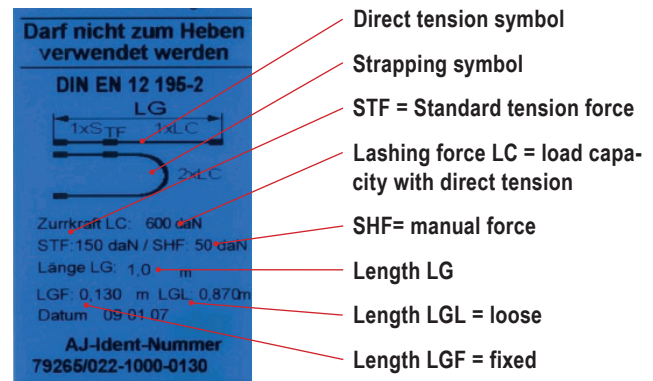 Darf nicht zum Heben
verwendet werden
DIN EN 12 195-2
LG
1xSTF 1xLC
2xLC
Zurrkraft LC: 600 daN
STF:150 daN / SHF: 50 daN
Länge LG: 1,0 m
LGF: 0,130 m LGL: 0,870m
Datum 09 01.07
AJ-Ident-Nummer
79265/022-1000-0130
Direct tension symbol
Strapping symbol
STF = Standard tension force
Lashing force LC = load capa-
city with direct tension
SHF= manual force
Length LG
Length LGL = loose
Length LGF = fixed